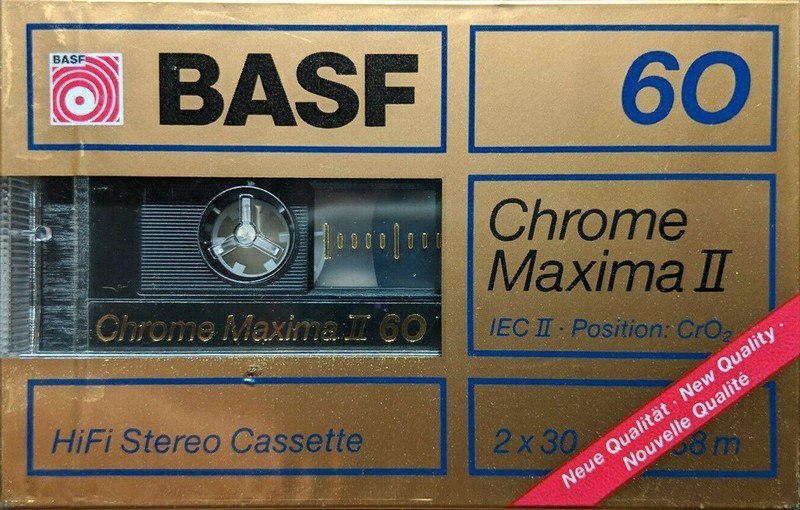 BASF
BASF
60
Chrome
Maxima II
IEC II · Position: CrO₂
Chrome Maxima II 60
HiFi Stereo Cassette
2 x 30
8 m
Neue Qualität · New Quality ·
Nouvelle Qualité